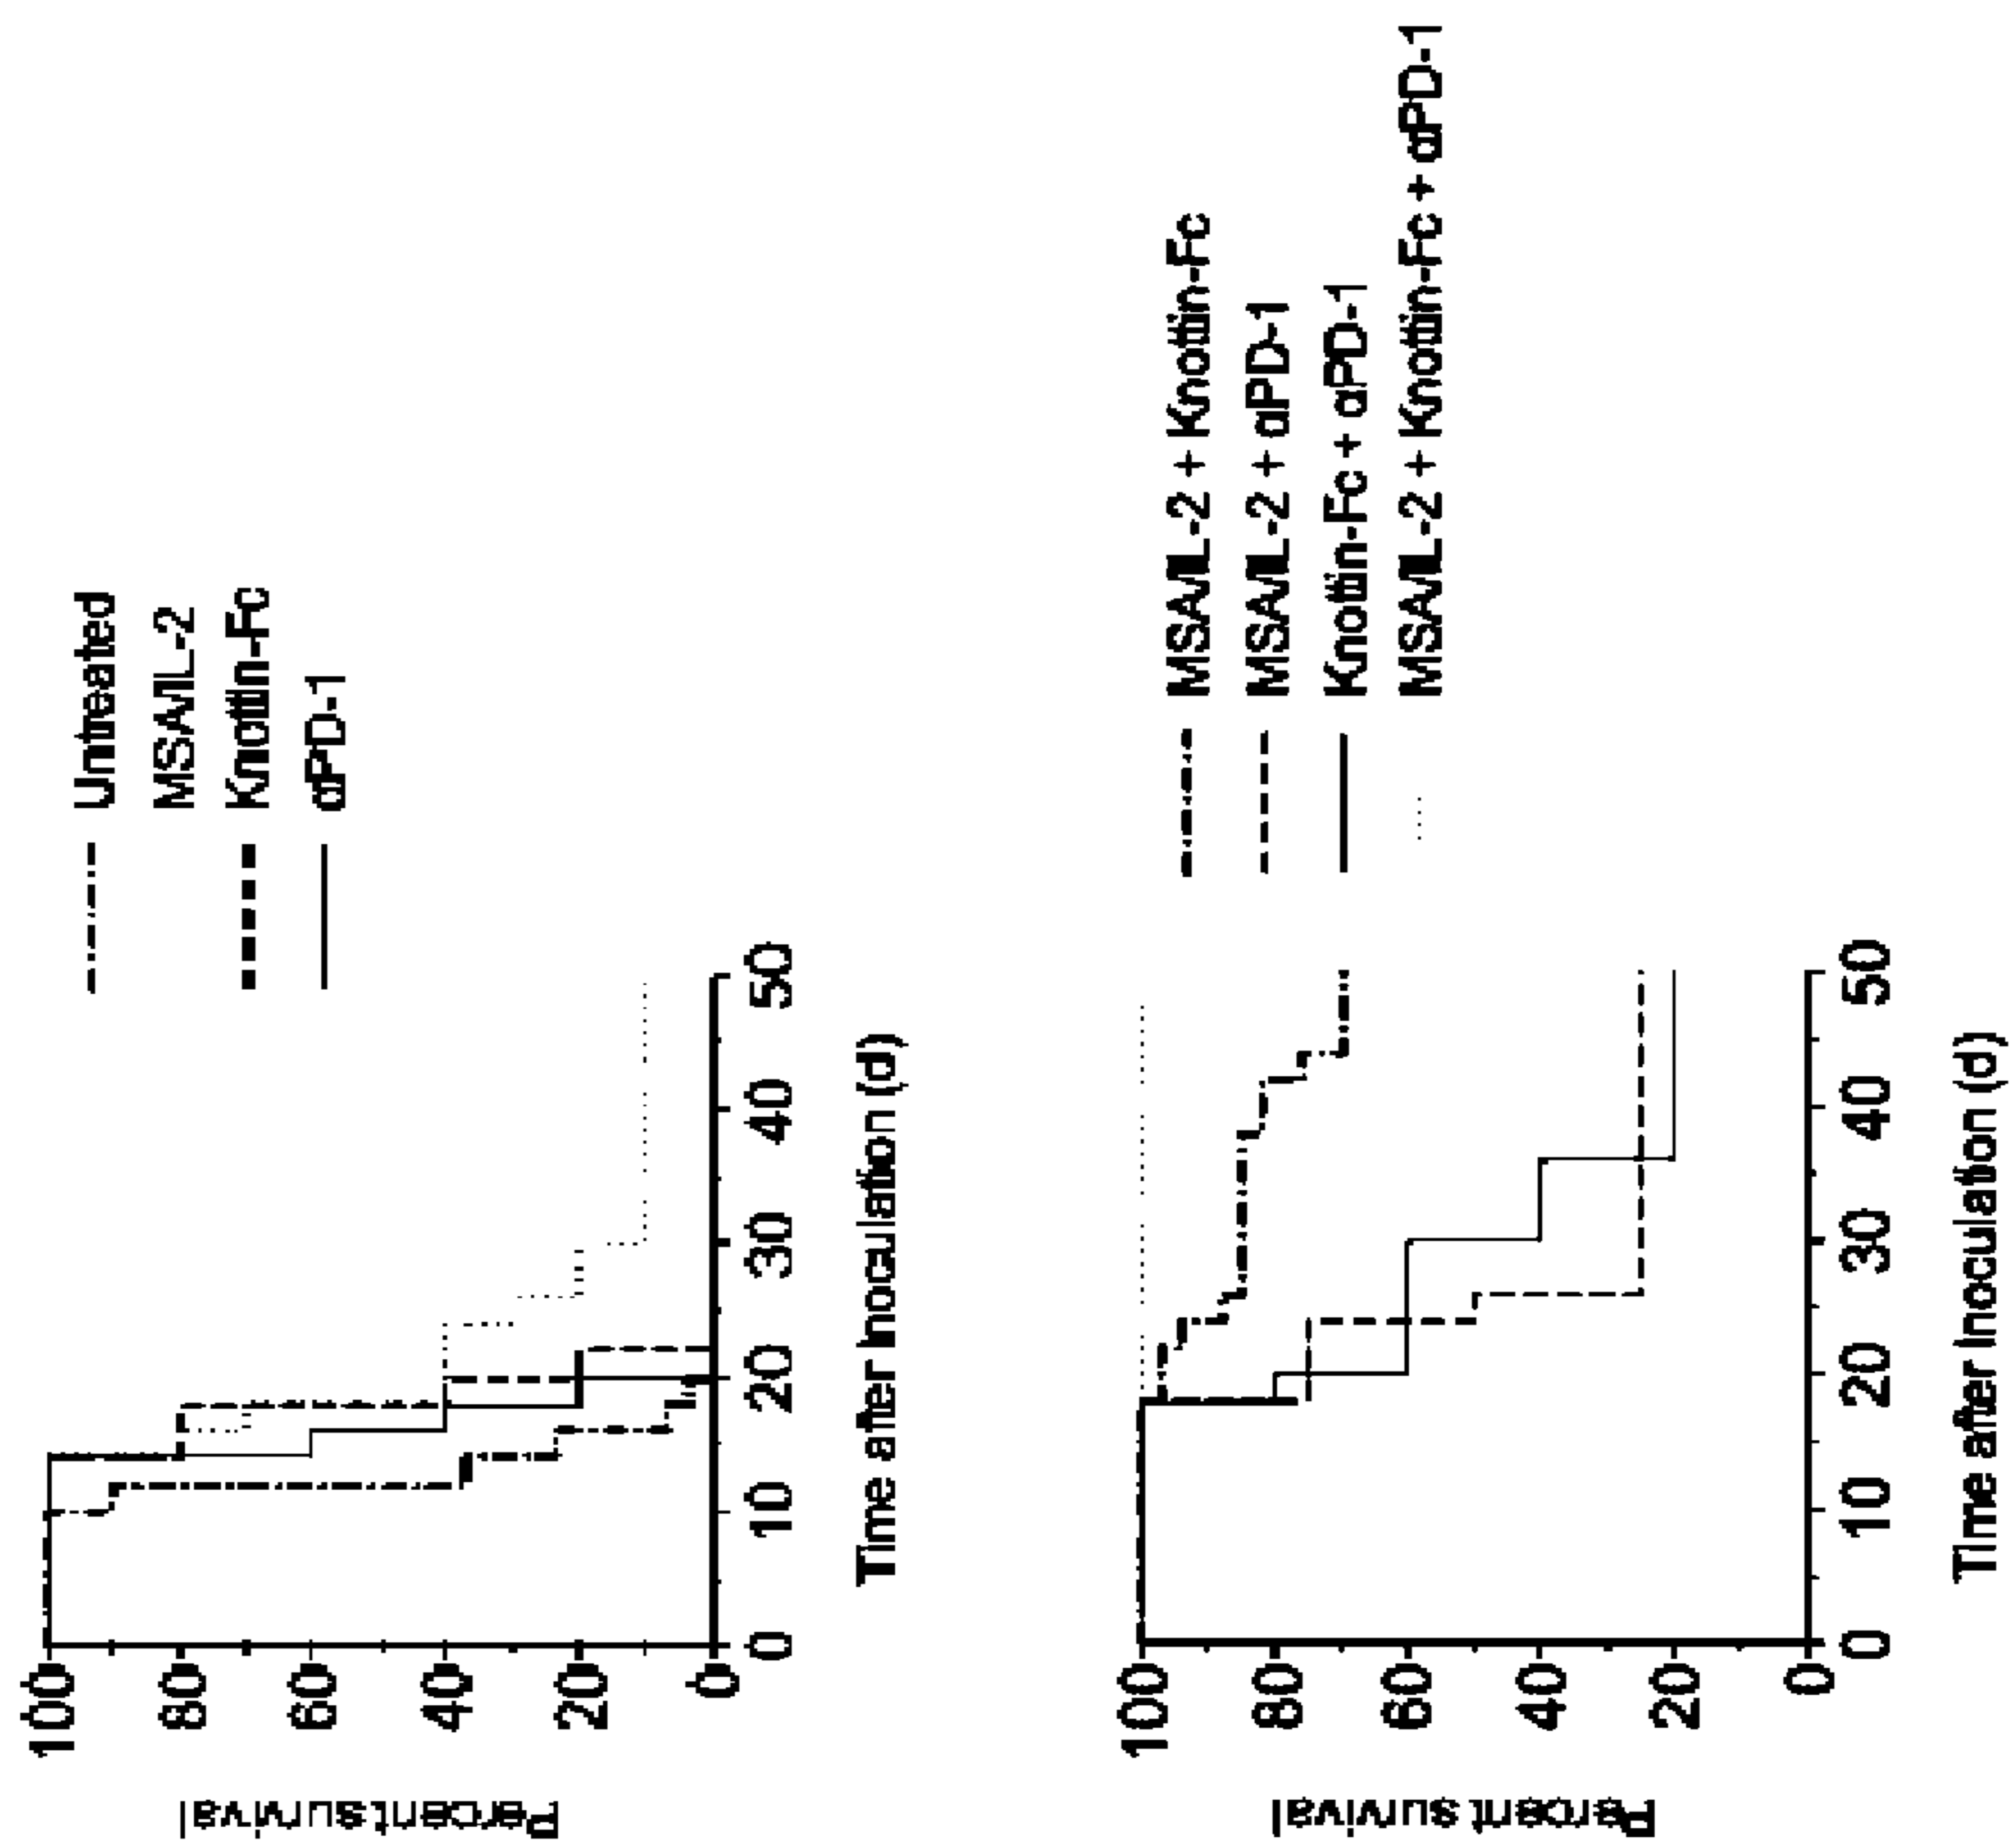 Untreated
MSA/IL-2
Knottin-Fc
αPD-1
Percent survival
100
80
60
40
20
0
0 10 20 30 40 50
Time after inoculation (d)
MSA/IL-2 + Knottin-Fc
MSA/IL-2 + αPD-1
Knottin-Fc + αPD-1
MSA/IL-2 + Knottin-Fc + αPD-1
Percent survival
100
80
60
40
20
0
0 10 20 30 40 50
Time after inoculation (d)